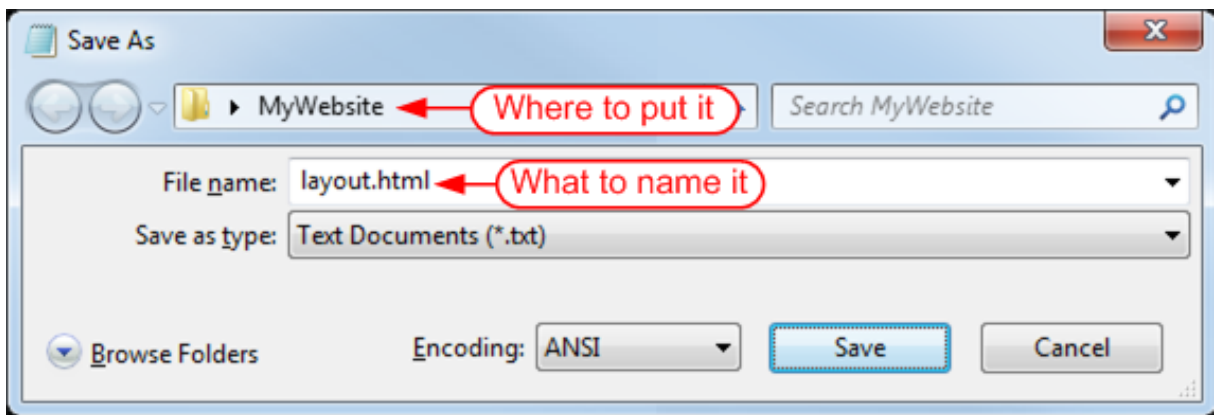 Save As
MyWebsite Where to put it Search MyWebsite
File name: layout.html What to name it
Save as type: Text Documents (*.txt)
Browse Folders Encoding: ANSI Save Cancel